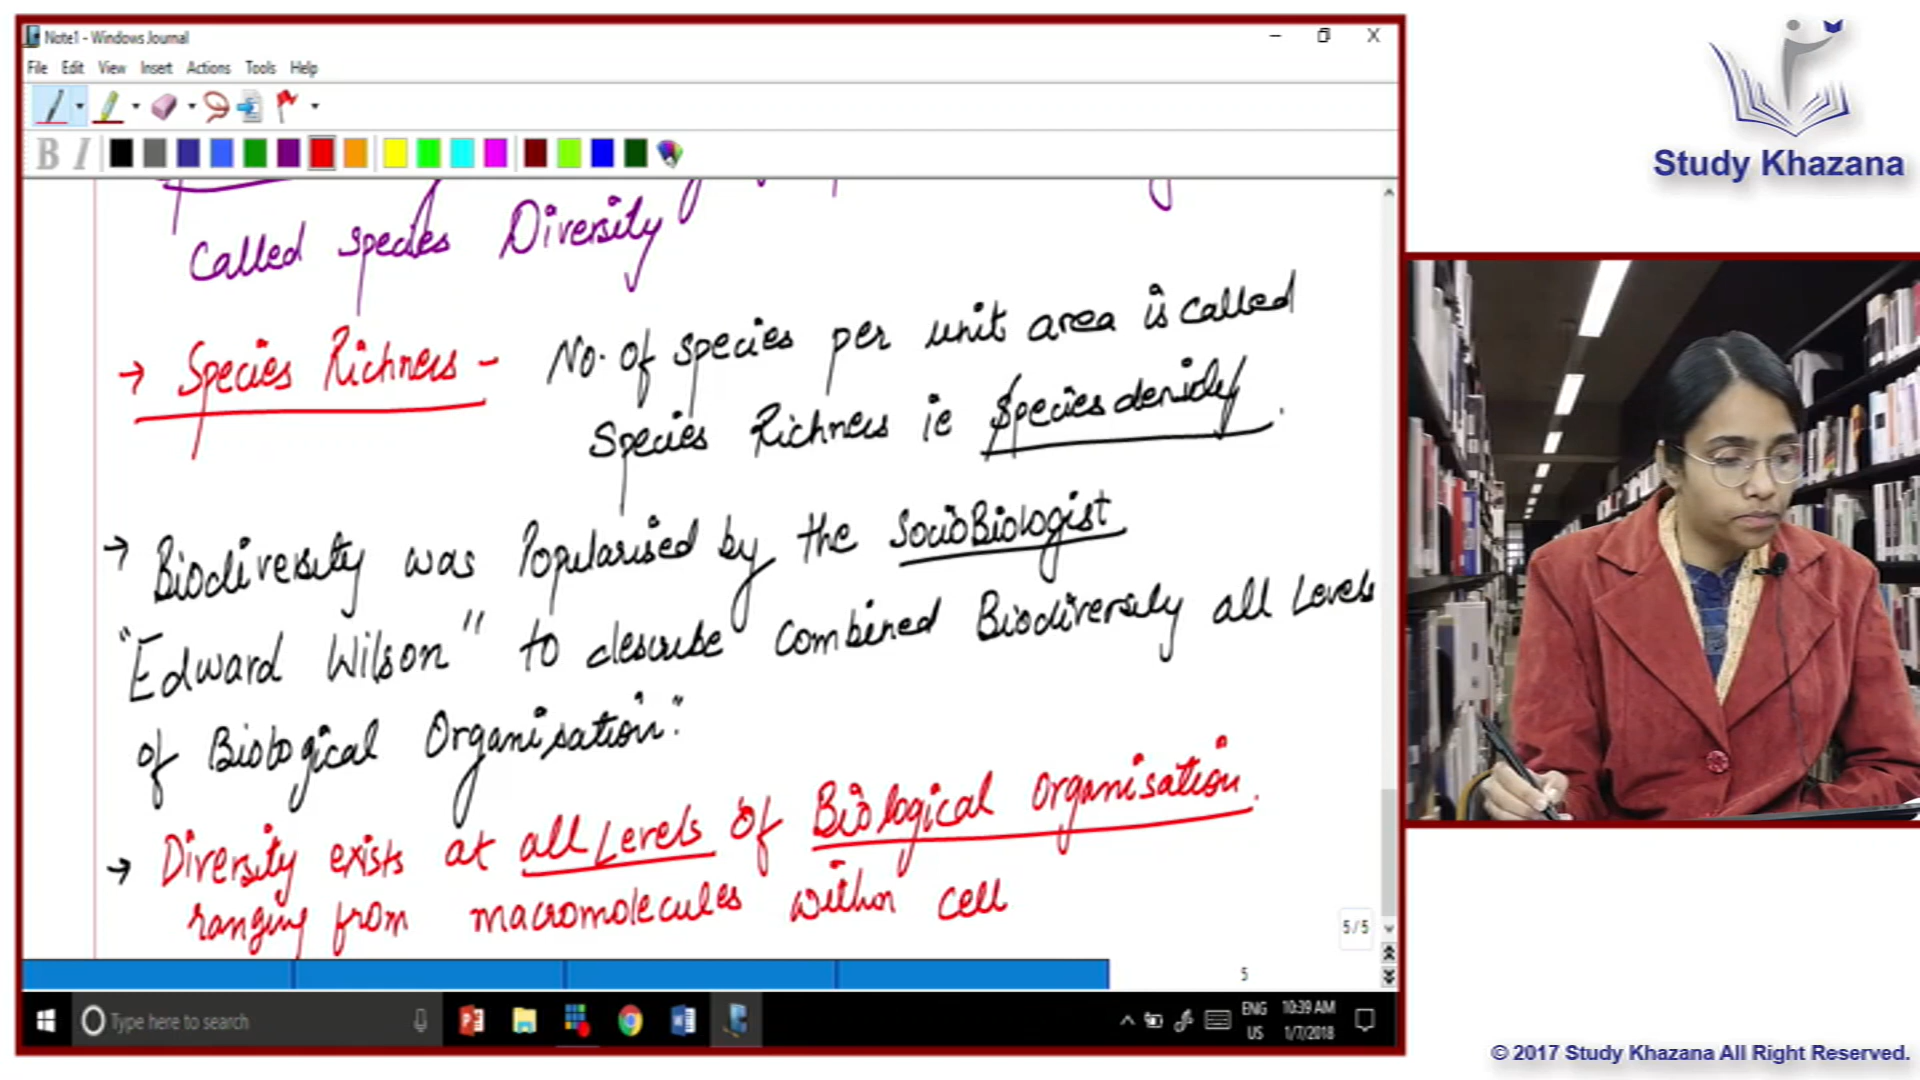 Note1 - Windows Journal
File Edit View Insert Actions Tools Help
B I
Study Khazana
Called species Diversity
→ Species Richness - No. of species per unit area is called
Species Richness ie Species density.
→ Biodiversity was Popularised by the SocioBiologist
"Edward Wilson" to describe combined Biodiversity all Levels
of Biological Organisation."
→ Diversity exists at all Levels of Biological Organisation.
ranging from macromolecules within cell
5 / 5
5
Type here to search
ENG
US
10:39 AM
1/7/2018
© 2017 Study Khazana All Right Reserved.